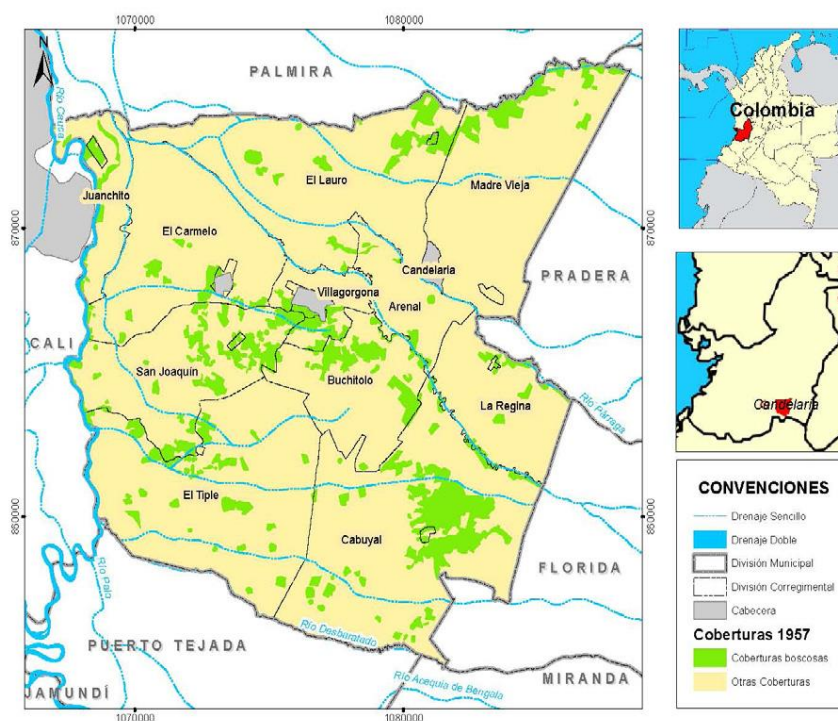 1070000
1080000
N
PALMIRA
Río Cauca
Juanchito
El Lauro
Madre Vieja
870000
El Carmelo
870000
Candelaria
PRADERA
Villagorgona
Arenal
CALI
San Joaquín
Buchitolo
La Regina
Río Párraga
El Tiple
860000
860000
Cabuyal
FLORIDA
Río Palo
Río Desbaratado
PUERTO TEJADA
MIRANDA
JAMUNDÍ
Río Acequia de Bengala
1070000
1080000
Colombia
Candelaria
CONVENCIONES
Drenaje Sencillo
Drenaje Doble
División Municipal
División Corregimental
Cabecera
Coberturas 1957
Coberturas boscosas
Otras Coberturas